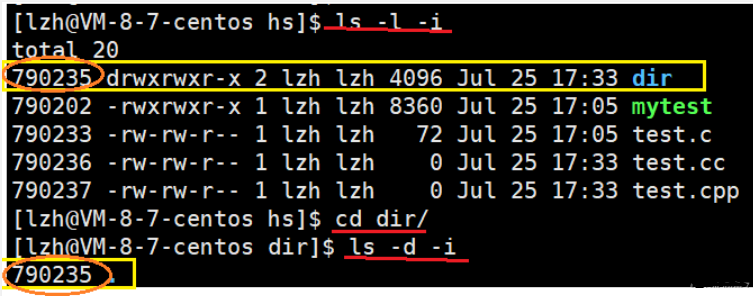 [lzh@VM-8-7-centos hs]$ ls -l -i
total 20
790235 drwxrwxr-x 2 lzh lzh 4096 Jul 25 17:33 dir
790202 -rwxrwxr-x 1 lzh lzh 8360 Jul 25 17:05 mytest
790233 -rw-rw-r-- 1 lzh lzh   72 Jul 25 17:05 test.c
790236 -rw-rw-r-- 1 lzh lzh    0 Jul 25 17:33 test.cc
790237 -rw-rw-r-- 1 lzh lzh    0 Jul 25 17:33 test.cpp
[lzh@VM-8-7-centos hs]$ cd dir/
[lzh@VM-8-7-centos dir]$ ls -d -i
790235 .